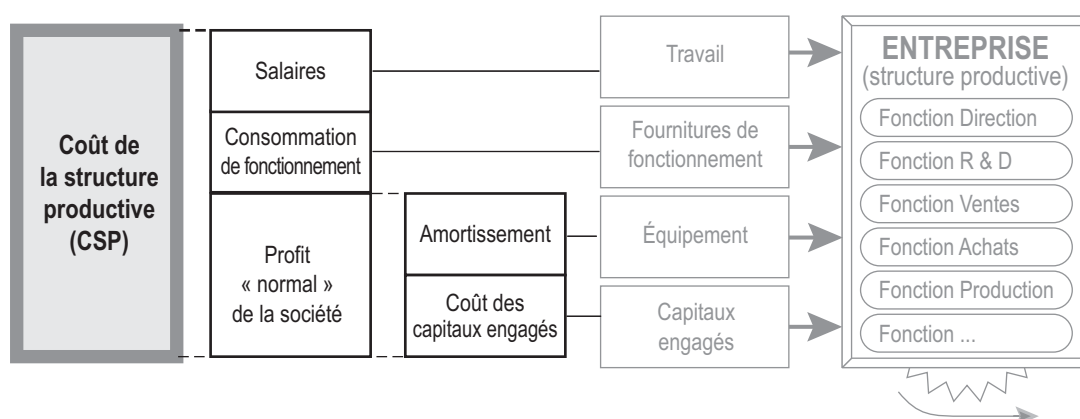 Coût de
la structure
productive
(CSP)
Salaires
Consommation
de fonctionnement
Profit
« normal »
de la société
Amortissement
Coût des
capitaux engagés
Travail
Fournitures de
fonctionnement
Équipement
Capitaux
engagés
ENTREPRISE
(structure productive)
Fonction Direction
Fonction R & D
Fonction Ventes
Fonction Achats
Fonction Production
Fonction ...